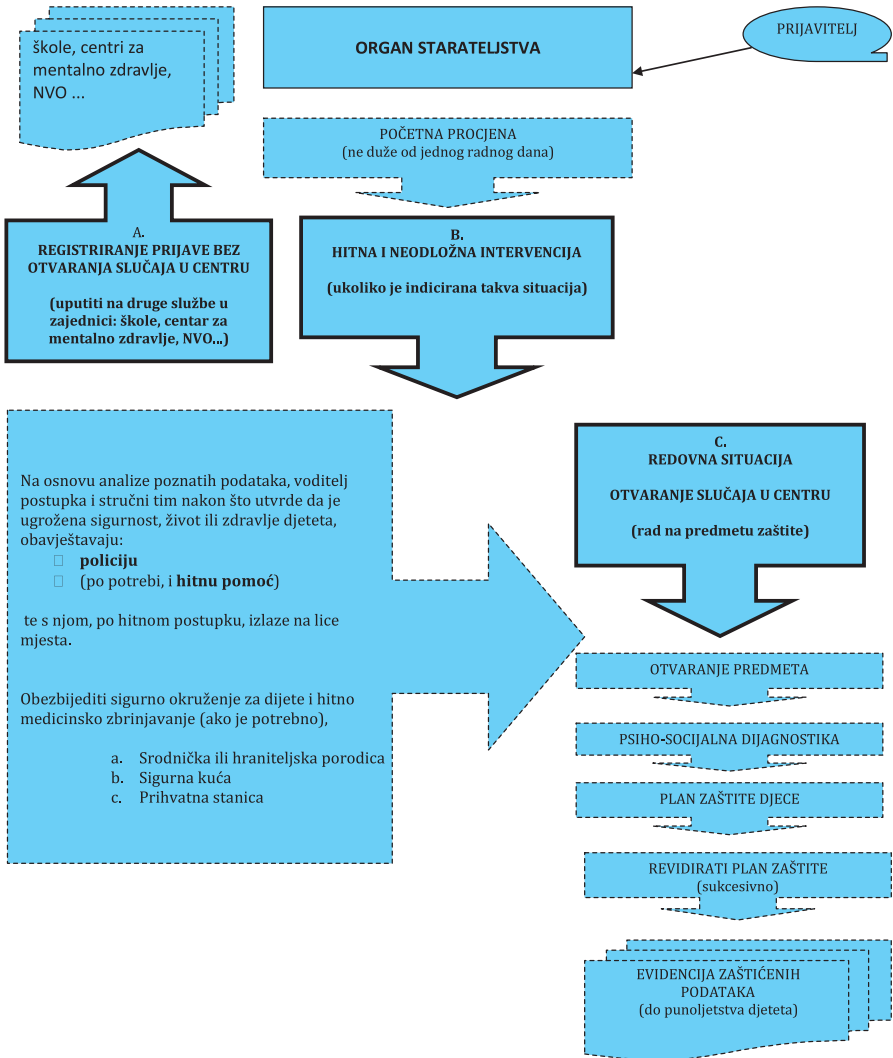 škole, centri za
mentalno zdravlje,
NVO ...
ORGAN STARATELJSTVA
PRIJAVITELJ
POČETNA PROCJENA
(ne duže od jednog radnog dana)
A.
REGISTRIRANJE PRIJAVE BEZ
OTVARANJA SLUČAJA U CENTRU
(uputiti na druge službe u
zajednici: škole, centar za
mentalno zdravlje, NVO...)
B.
HITNA I NEODLOŽNA INTERVENCIJA
(ukoliko je indicirana takva situacija)
Na osnovu analize poznatih podataka, voditelj
postupka i stručni tim nakon što utvrde da je
ugrožena sigurnost, život ili zdravlje djeteta,
obavještavaju:
policiju
(po potrebi, i hitnu pomoć)
te s njom, po hitnom postupku, izlaze na lice
mjesta.
Obezbijediti sigurno okruženje za dijete i hitno
medicinsko zbrinjavanje (ako je potrebno),
a. Srodnička ili hraniteljska porodica
b. Sigurna kuća
c. Prihvatna stanica
C.
REDOVNA SITUACIJA
OTVARANJE SLUČAJA U CENTRU
(rad na predmetu zaštite)
OTVARANJE PREDMETA
PSIHO-SOCIJALNA DIJAGNOSTIKA
PLAN ZAŠTITE DJECE
REVIDIRATI PLAN ZAŠTITE
(sukcesivno)
EVIDENCIJA ZAŠTIĆENIH
PODATAKA
(do punoljetstva djeteta)